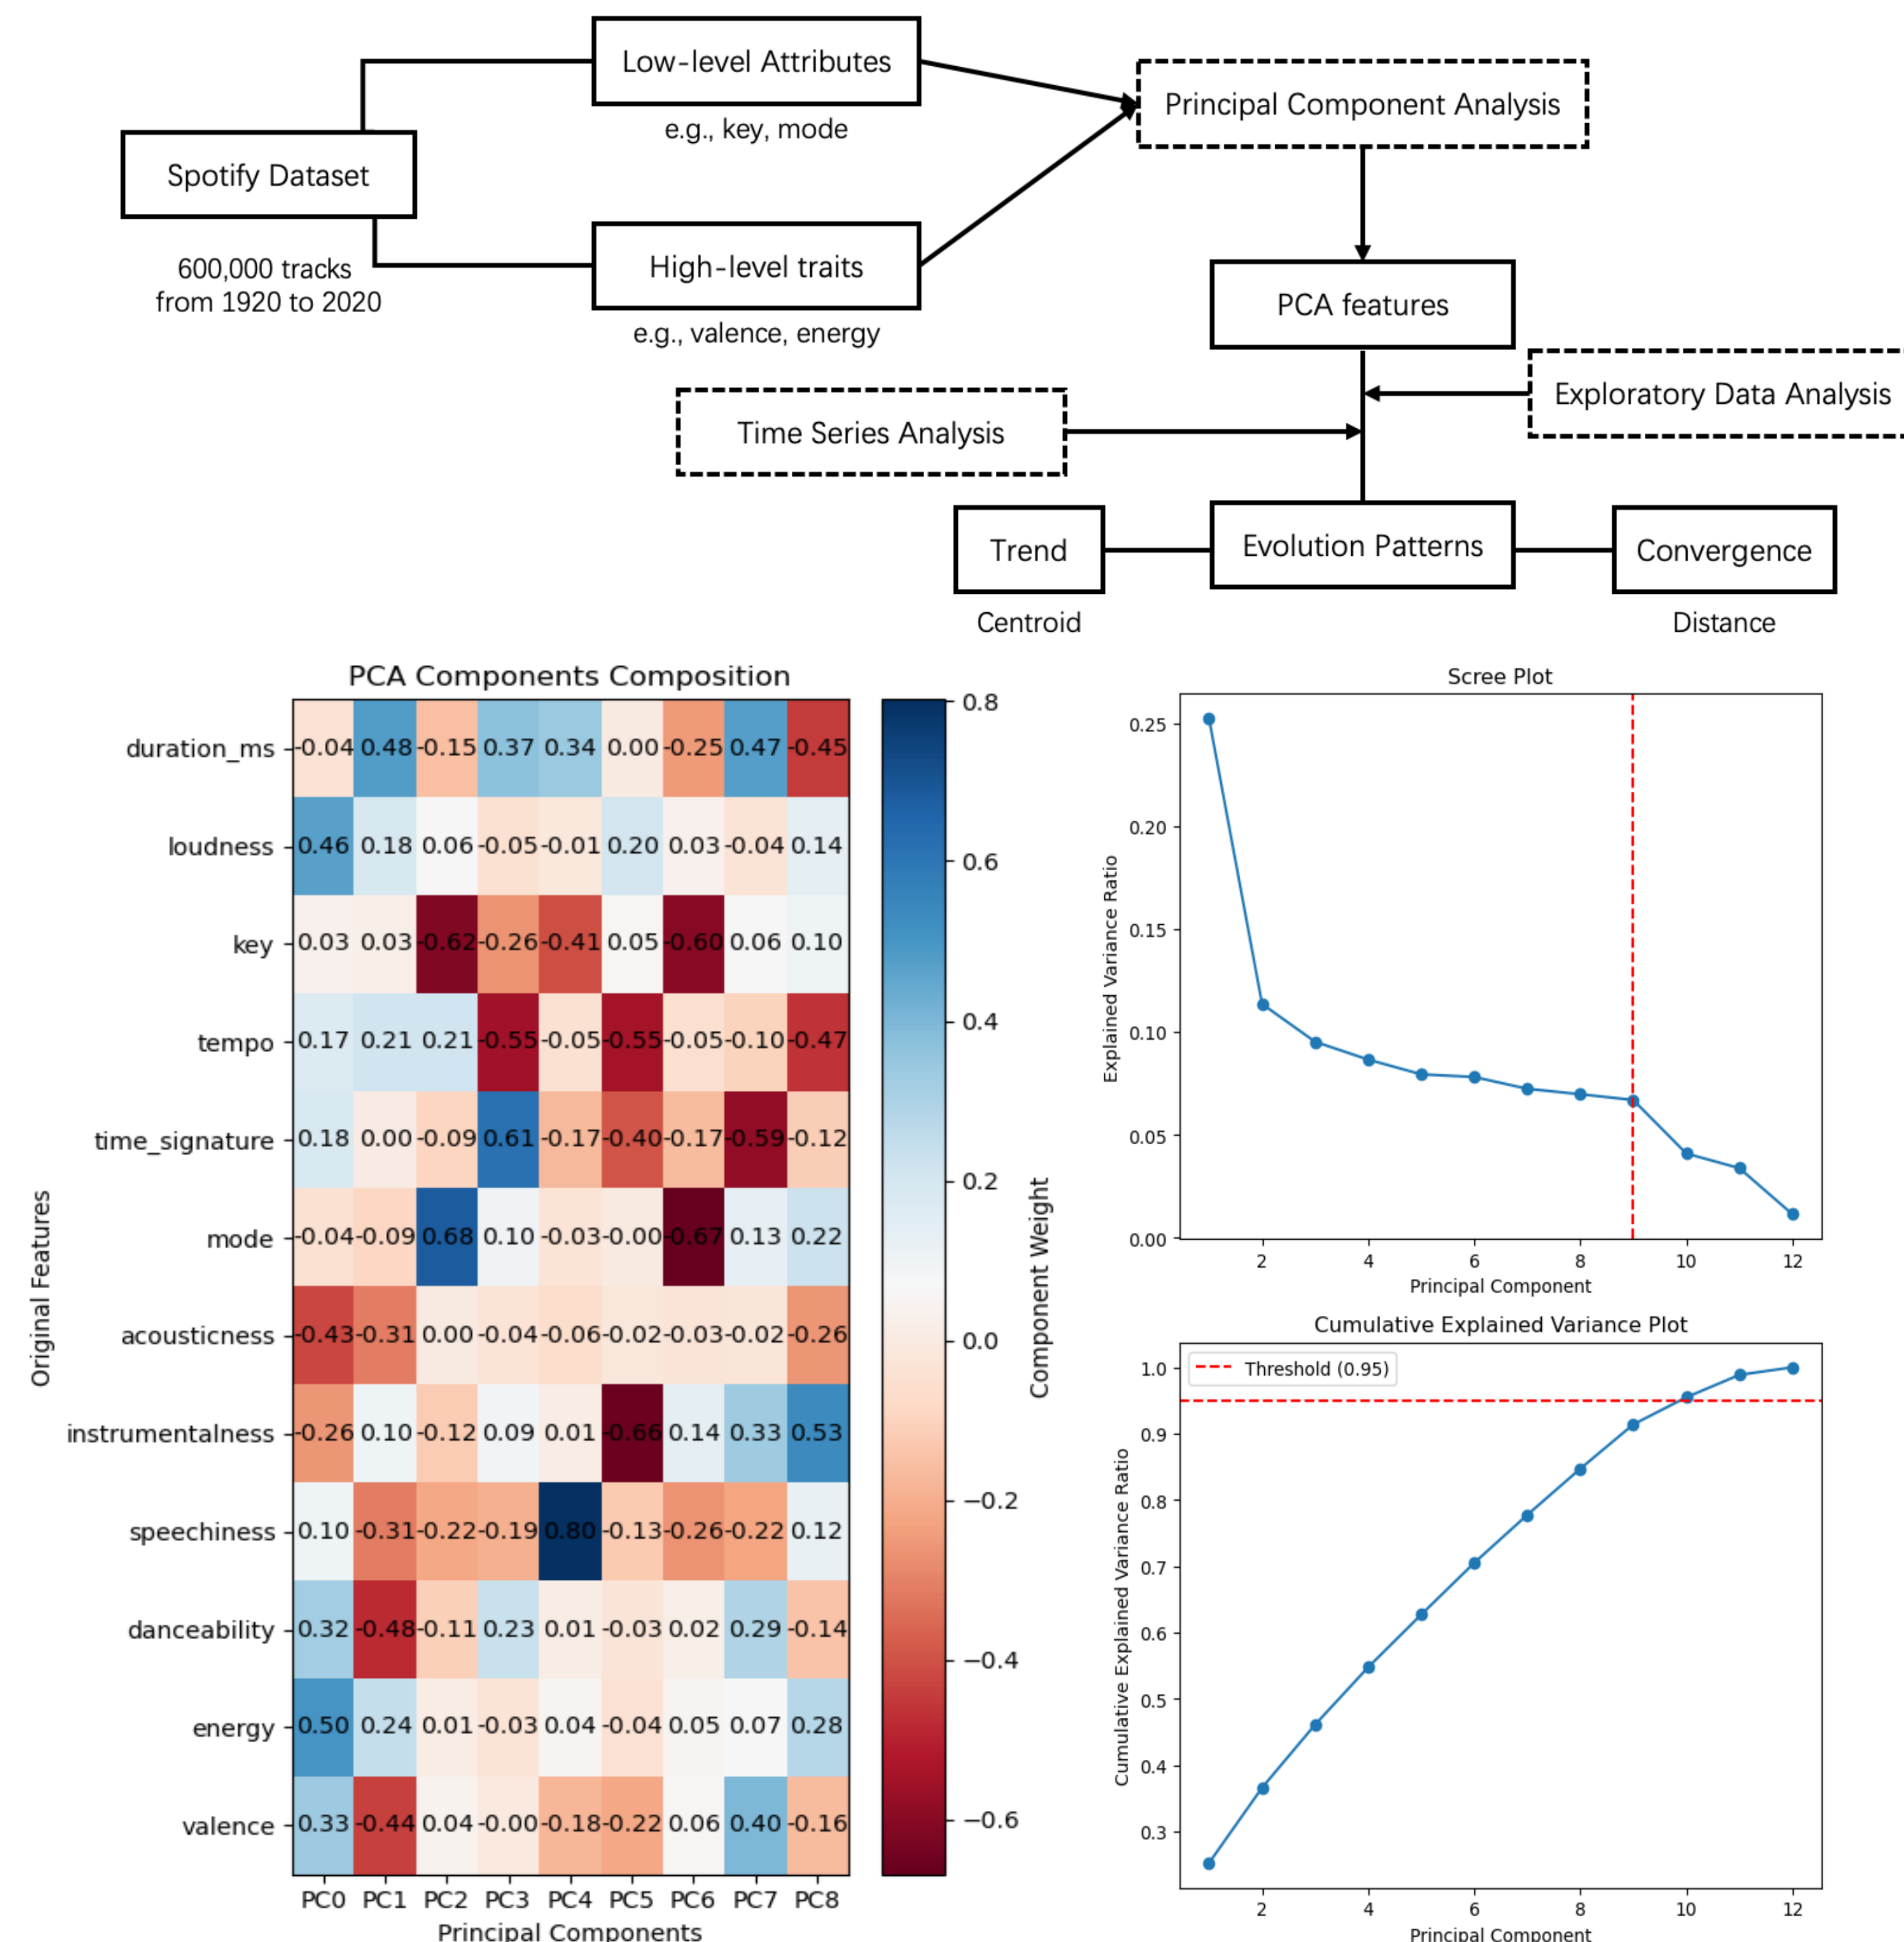 Low-level Attributes
e.g., key, mode
Principal Component Analysis
Spotify Dataset
600,000 tracks
from 1920 to 2020
High-level traits
e.g., valence, energy
PCA features
Exploratory Data Analysis
Time Series Analysis
Trend
Evolution Patterns
Convergence
Centroid
Distance
PCA Components Composition
Original Features
duration_ms -0.04 0.48 -0.15 0.37 0.34 0.00 -0.25 0.47 -0.45
loudness 0.46 0.18 0.06 -0.05 -0.01 0.20 0.03 -0.04 0.14
key 0.03 0.03 -0.62 -0.26 -0.41 0.05 -0.60 0.06 0.10
tempo 0.17 0.21 0.21 -0.55 -0.05 -0.55 -0.05 -0.10 -0.47
time_signature 0.18 0.00 -0.09 0.61 -0.17 -0.40 -0.17 -0.59 -0.12
mode -0.04 -0.09 0.68 0.10 -0.03 -0.00 -0.67 0.13 0.22
acousticness -0.43 -0.31 0.00 -0.04 -0.06 -0.02 -0.03 -0.02 -0.26
instrumentalness -0.26 0.10 -0.12 0.09 0.01 -0.66 0.14 0.33 0.53
speechiness 0.10 -0.31 -0.22 -0.19 0.80 -0.13 -0.26 -0.22 0.12
danceability 0.32 -0.48 -0.11 0.23 0.01 -0.03 0.02 0.29 -0.14
energy 0.50 0.24 0.01 -0.03 0.04 -0.04 0.05 0.07 0.28
valence 0.33 -0.44 0.04 -0.00 -0.18 -0.22 0.06 0.40 -0.16
PC0 PC1 PC2 PC3 PC4 PC5 PC6 PC7 PC8
Principal Components
0.8
0.6
0.4
0.2
0.0
−0.2
−0.4
−0.6
Component Weight
Scree Plot
Explained Variance Ratio
0.25
0.20
0.15
0.10
0.05
0.00
2 4 6 8 10 12
Principal Component
Cumulative Explained Variance Plot
Threshold (0.95)
Cumulative Explained Variance Ratio
1.0
0.9
0.8
0.7
0.6
0.5
0.4
0.3
2 4 6 8 10 12
Principal Component